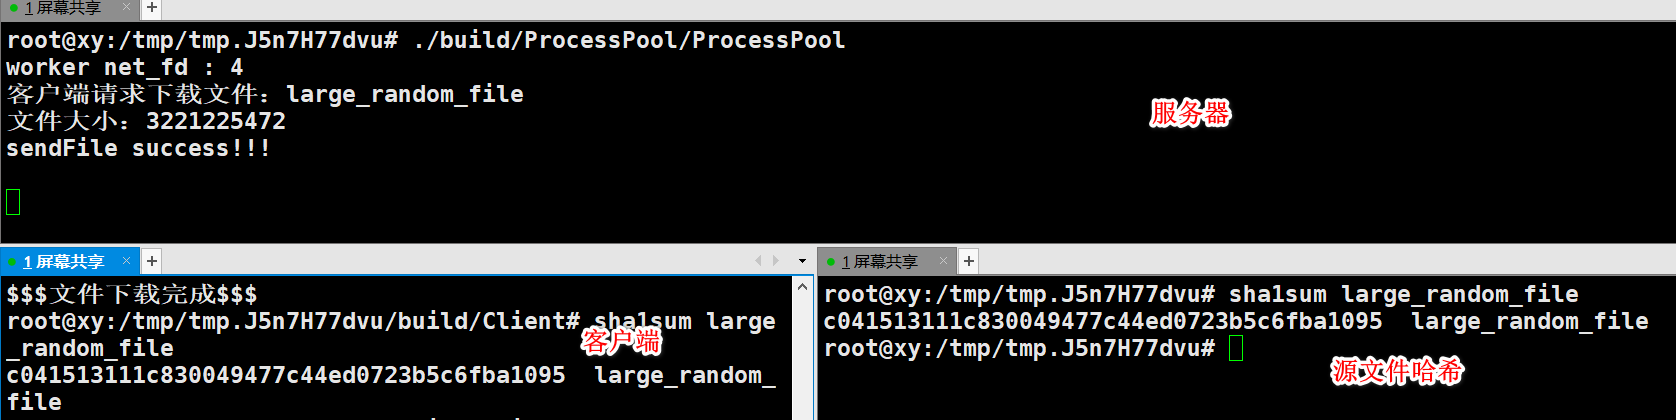 1 屏幕共享
root@xy:/tmp/tmp.J5n7H77dvu# ./build/ProcessPool/ProcessPool
worker net_fd : 4
客户端请求下载文件：large_random_file
文件大小：3221225472
sendFile success!!!
服务器
1 屏幕共享
$$$文件下载完成$$$
root@xy:/tmp/tmp.J5n7H77dvu/build/Client# sha1sum large
_random_file
c041513111c830049477c44ed0723b5c6fba1095  large_random_
file
客户端
1 屏幕共享
root@xy:/tmp/tmp.J5n7H77dvu# sha1sum large_random_file
c041513111c830049477c44ed0723b5c6fba1095  large_random_file
root@xy:/tmp/tmp.J5n7H77dvu#
源文件哈希